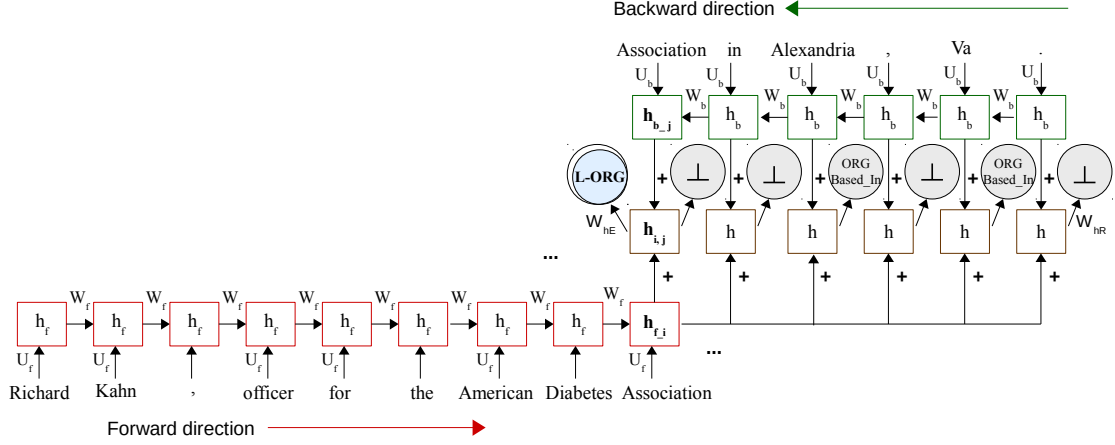 Backward direction
Association in Alexandria , Va .
U_b U_b U_b U_b U_b U_b
W_b W_b W_b W_b W_b
h_b_j h_b h_b h_b h_b h_b
L-ORG ⊥ ⊥ ORG Based_In ⊥ ORG Based_In ⊥
+ + + + + +
W_hE W_hR
h_i,j h h h h h
...
+ + + + + +
W_f W_f W_f W_f W_f W_f W_f W_f
h_f h_f h_f h_f h_f h_f h_f h_f h_f_i
...
U_f U_f U_f U_f U_f U_f
Richard Kahn , officer for the American Diabetes Association
Forward direction